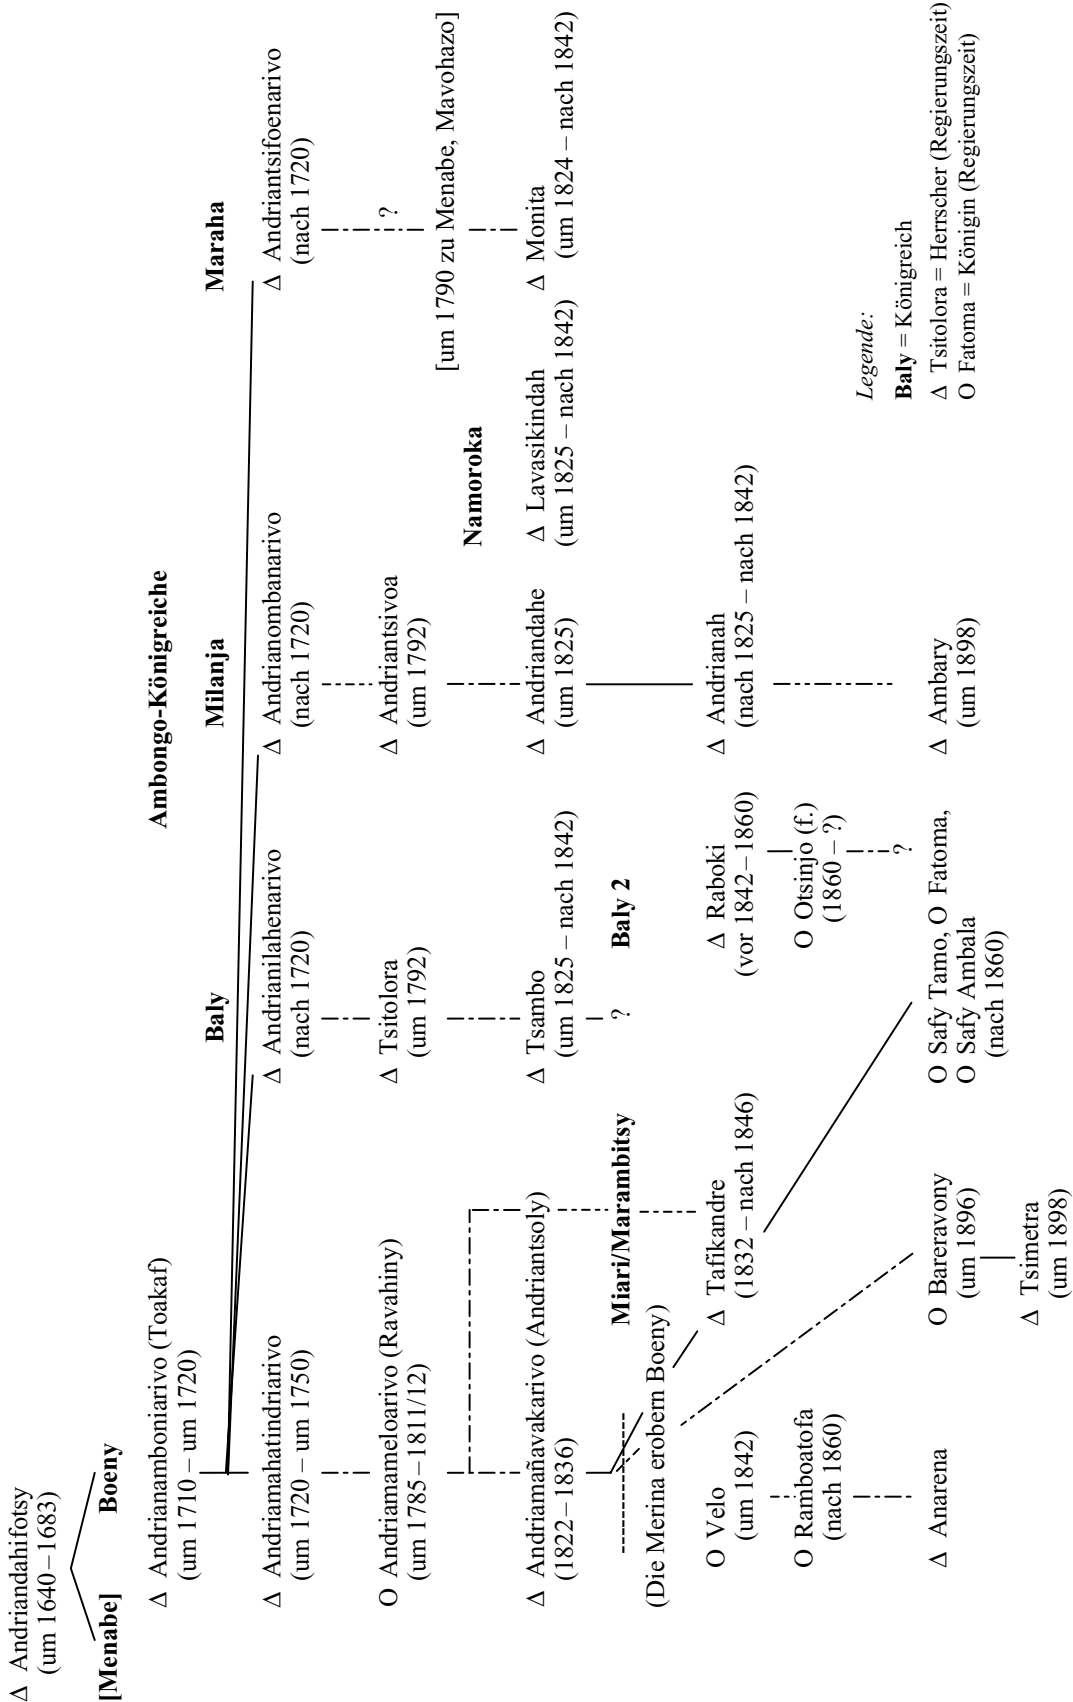 Δ Andriandahifotsy
(um 1640 – 1683)
[Menabe] Boeny
Ambongo-Königreiche
Δ Andrianamboniarivo (Toakaf)
(um 1710 – um 1720)
Baly Milanja Maraha
Δ Andriamahatindriarivo Δ Andrianilahenarivo Δ Andrianombanarivo Δ Andriantsifoenarivo
(um 1720 – um 1750) (nach 1720) (nach 1720) (nach 1720)
Ο Andriamameloarivo (Ravahiny) Δ Tsitolora Δ Andriantsivoa ?
(um 1785 – 1811/12) (um 1792) (um 1792)
[um 1790 zu Menabe, Mavohazo]
Namoroka
Δ Andriamañavakarivo (Andriantsoly) Δ Tsambo Δ Andriandahe Δ Lavasikindah Δ Monita
(1822 – 1836) (um 1825 – nach 1842) (um 1825) (um 1825 – nach 1842) (um 1824 – nach 1842)
Miari/Marambitsy ? Baly 2
(Die Merina erobern Boeny)
Ο Velo Δ Tafikandre Δ Raboki Δ Andrianah
(um 1842) (1832 – nach 1846) (vor 1842 – 1860) (nach 1825 – nach 1842)
Ο Ramboatofa Ο Otsinjo (f.)
(nach 1860) (1860 – ?)
?
Δ Anarena Ο Bareravony Ο Safy Tamo, Ο Fatoma, Δ Ambary
(um 1896) Ο Safy Ambala (um 1898)
(nach 1860)
Δ Tsimetra
(um 1898)
Legende:
Baly = Königreich
Δ Tsitolora = Herrscher (Regierungszeit)
Ο Fatoma = Königin (Regierungszeit)